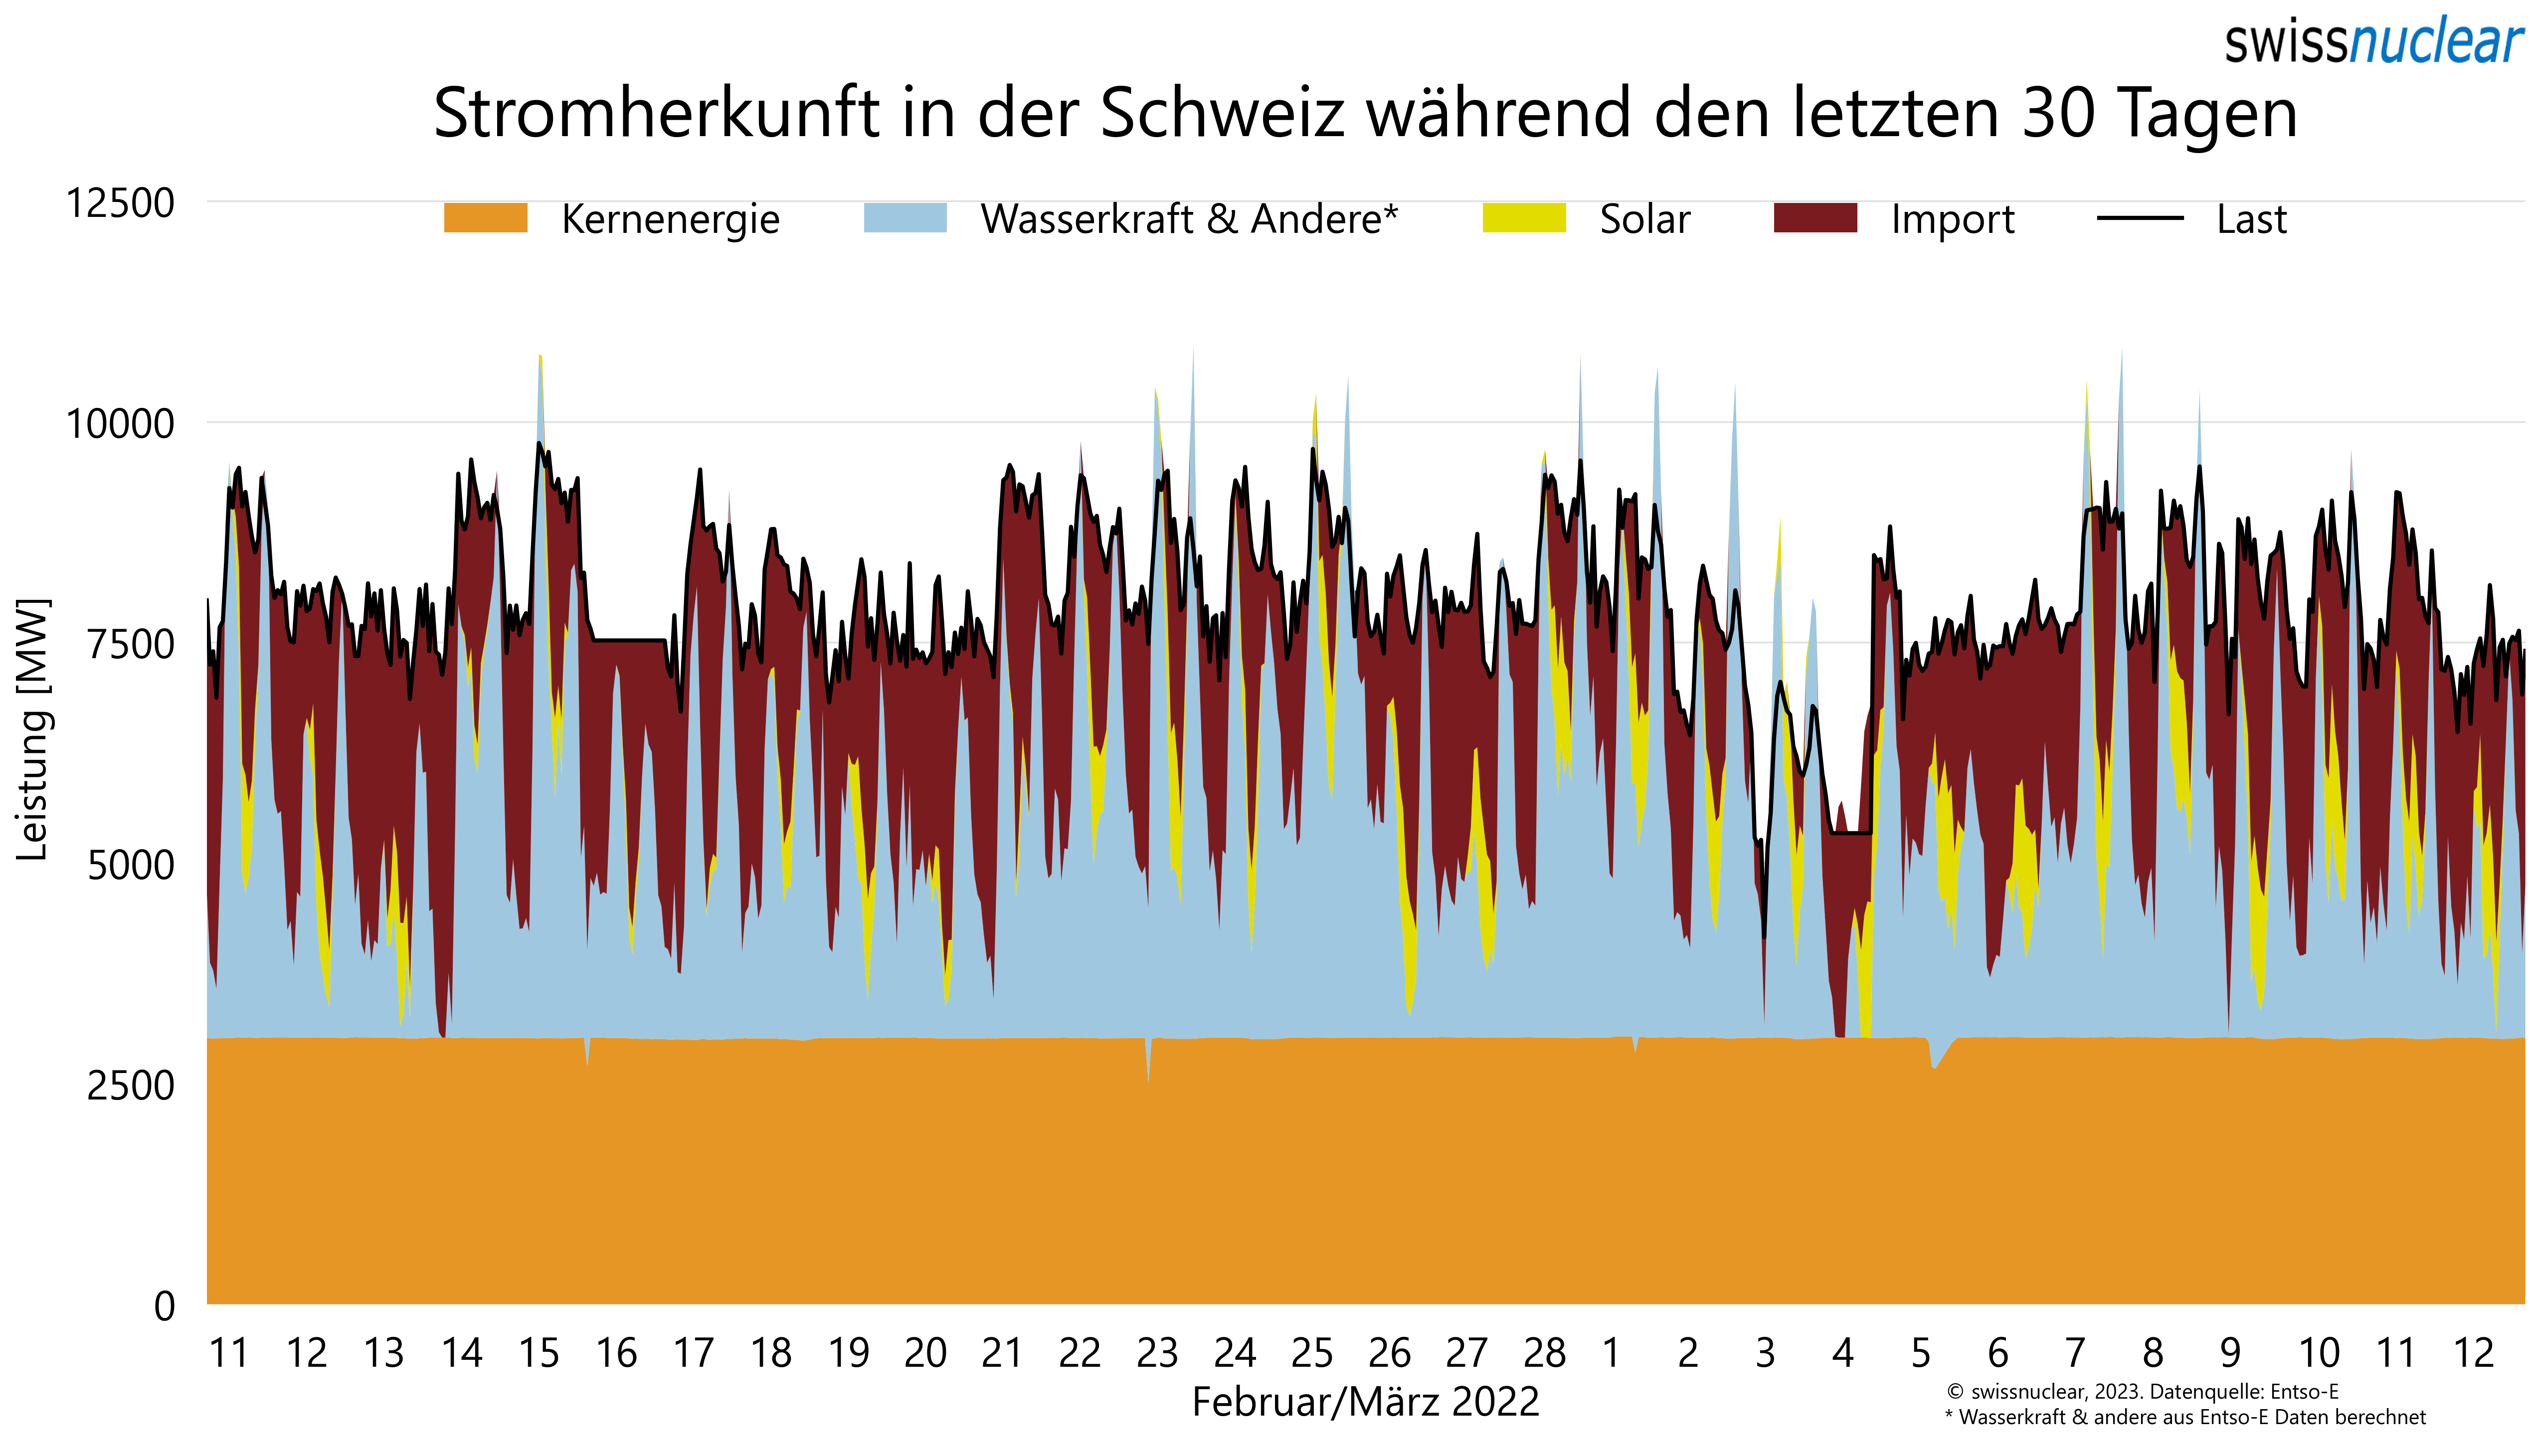 swissnuclear
Stromherkunft in der Schweiz während den letzten 30 Tagen
12500
Kernenergie Wasserkraft & Andere* Solar Import Last
10000
7500
5000
2500
0
Leistung [MW]
11 12 13 14 15 16 17 18 19 20 21 22 23 24 25 26 27 28 1 2 3 4 5 6 7 8 9 10 11 12
Februar/März 2022
© swissnuclear, 2023. Datenquelle: Entso-E
* Wasserkraft & andere aus Entso-E Daten berechnet